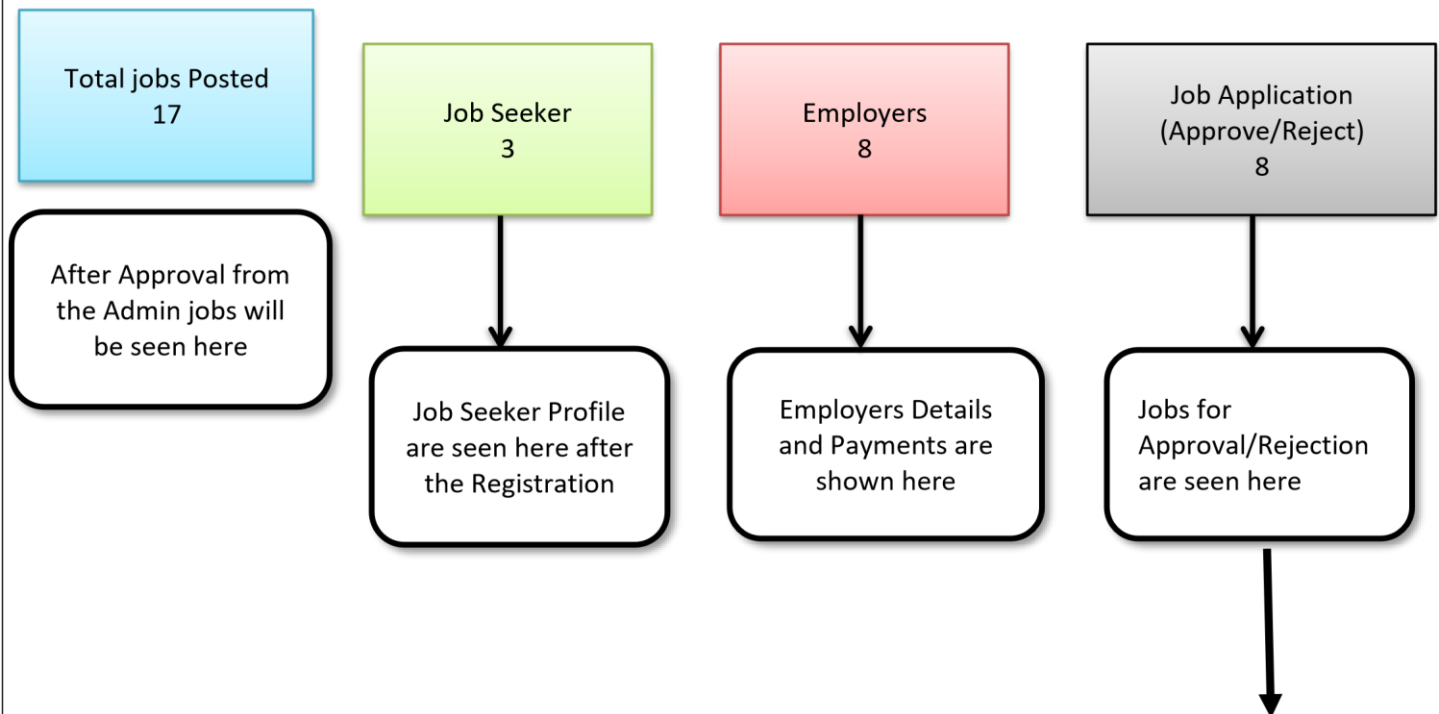 Total jobs Posted
17
Job Seeker
3
Employers
8
Job Application
(Approve/Reject)
8
After Approval from
the Admin jobs will
be seen here
Job Seeker Profile
are seen here after
the Registration
Employers Details
and Payments are
shown here
Jobs for
Approval/Rejection
are seen here